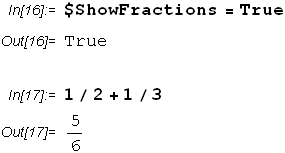 In[16]:= $ShowFractions = True
Out[16]= True
In[17]:= 1 / 2 + 1 / 3
Out[17]= 5/6